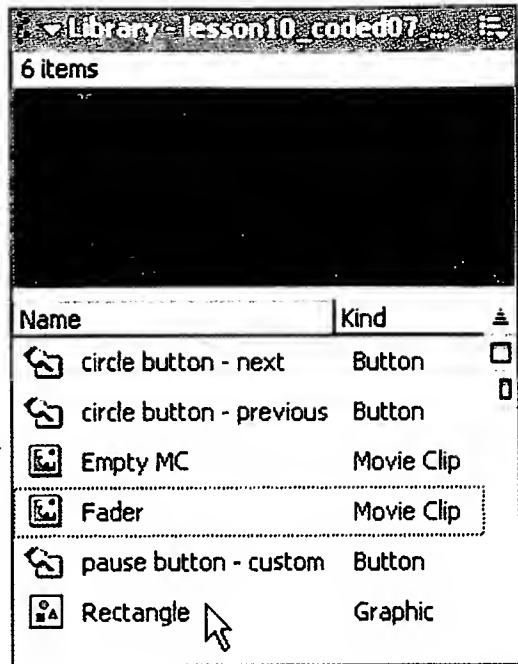 Library - lesson10_coded07_...
6 items
Name Kind
circle button - next Button
circle button - previous Button
Empty MC Movie Clip
Fader Movie Clip
pause button - custom Button
Rectangle Graphic